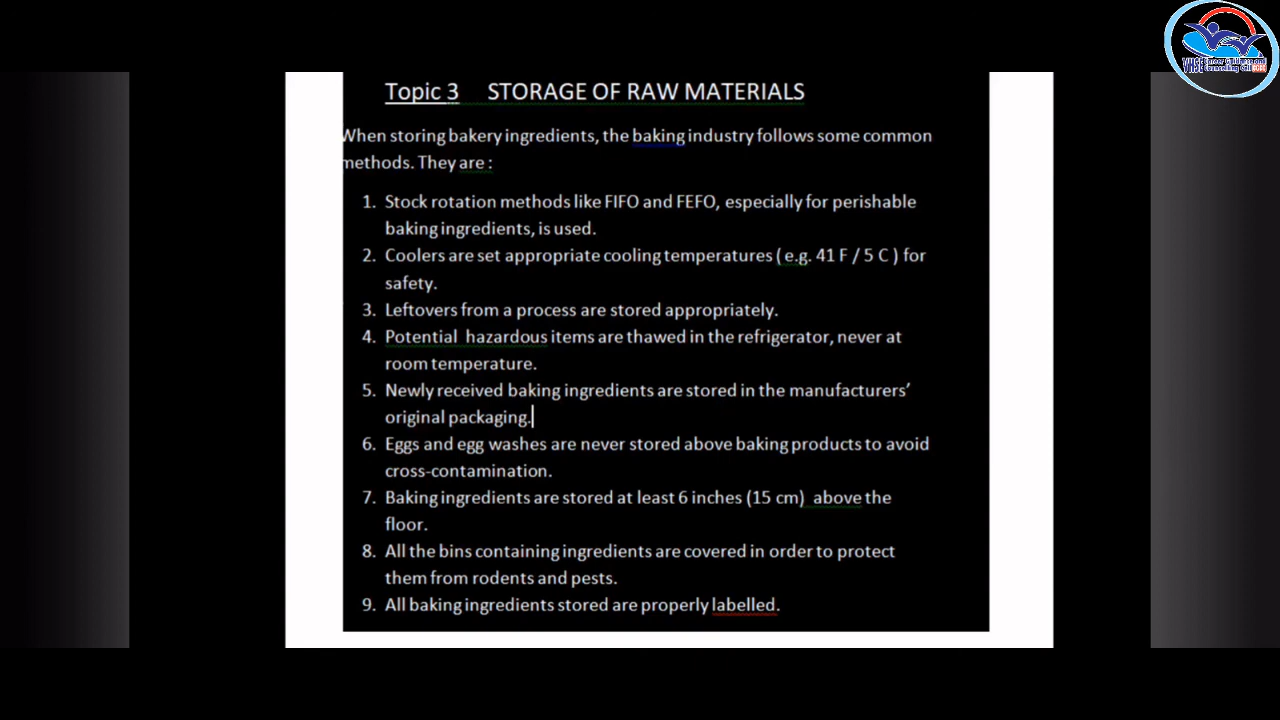 VHSE Career Guidance and
Counselling Cell
Topic 3 STORAGE OF RAW MATERIALS
When storing bakery ingredients, the baking industry follows some common
methods. They are :
1. Stock rotation methods like FIFO and FEFO, especially for perishable
baking ingredients, is used.
2. Coolers are set appropriate cooling temperatures ( e.g. 41 F / 5 C ) for
safety.
3. Leftovers from a process are stored appropriately.
4. Potential hazardous items are thawed in the refrigerator, never at
room temperature.
5. Newly received baking ingredients are stored in the manufacturers’
original packaging.
6. Eggs and egg washes are never stored above baking products to avoid
cross-contamination.
7. Baking ingredients are stored at least 6 inches (15 cm) above the
floor.
8. All the bins containing ingredients are covered in order to protect
them from rodents and pests.
9. All baking ingredients stored are properly labelled.